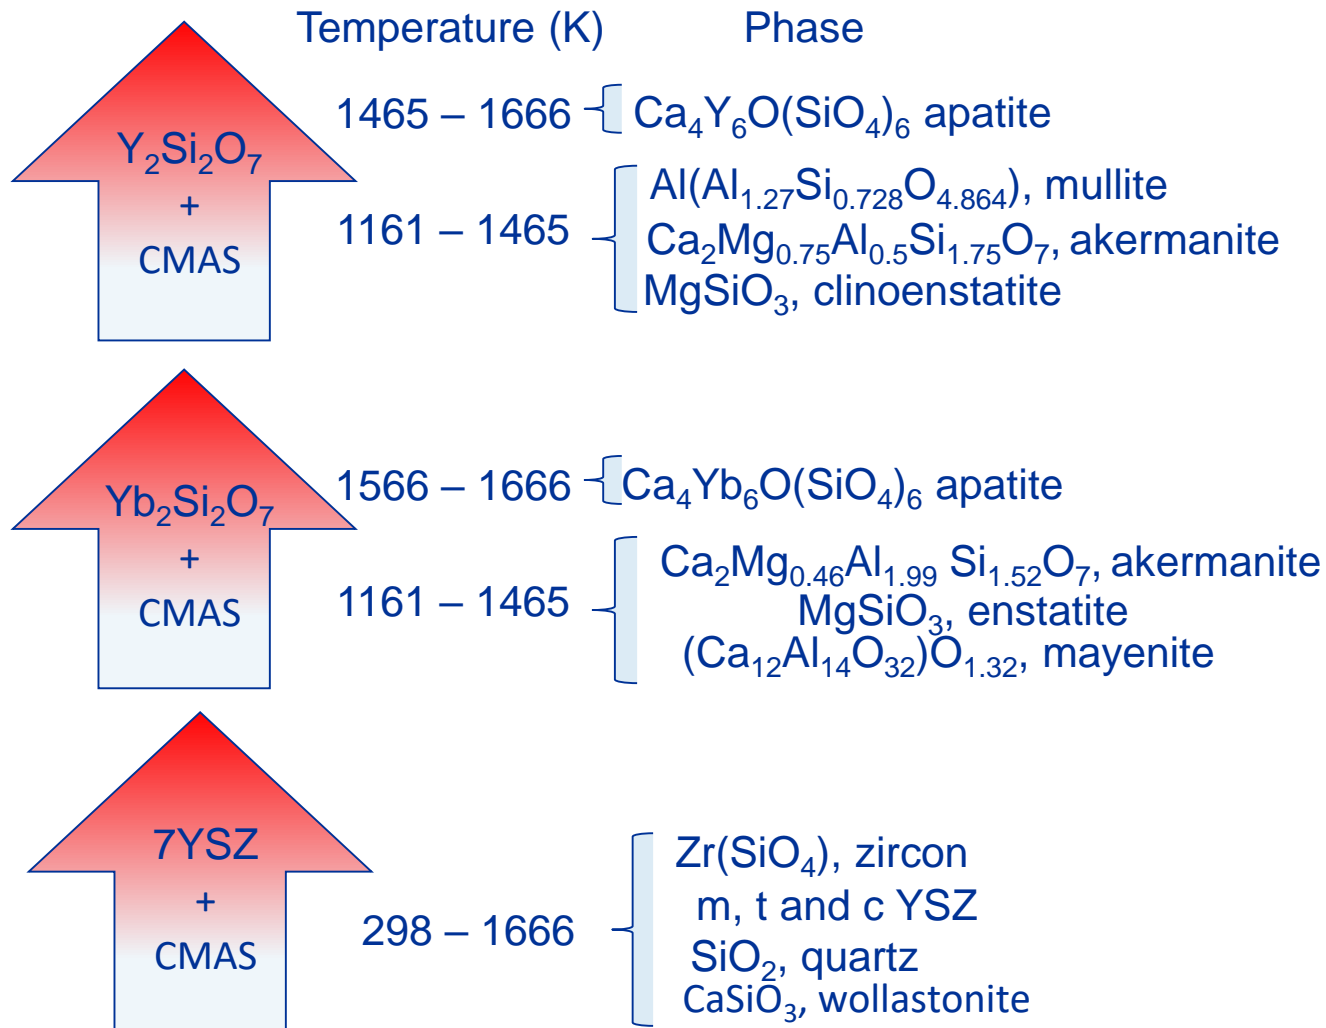 Temperature (K) Phase
Y₂Si₂O₇
+
CMAS
1465 – 1666 Ca₄Y₆O(SiO₄)₆ apatite
1161 – 1465 Al(Al₁.₂₇Si₀.₇₂₈O₄.₈₆₄), mullite
Ca₂Mg₀.₇₅Al₀.₅Si₁.₇₅O₇, akermanite
MgSiO₃, clinoenstatite
Yb₂Si₂O₇
+
CMAS
1566 – 1666 Ca₄Yb₆O(SiO₄)₆ apatite
1161 – 1465 Ca₂Mg₀.₄₆Al₁.₉₉ Si₁.₅₂O₇, akermanite
MgSiO₃, enstatite
(Ca₁₂Al₁₄O₃₂)O₁.₃₂, mayenite
7YSZ
+
CMAS
298 – 1666 Zr(SiO₄), zircon
m, t and c YSZ
SiO₂, quartz
CaSiO₃, wollastonite